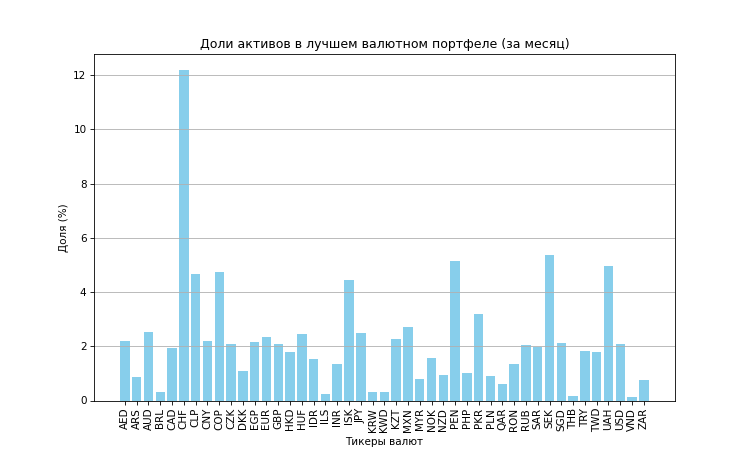 Доли активов в лучшем валютном портфеле (за месяц)
Доля (%)
12
10
8
6
4
2
0
AED ARS AUD BRL CAD CHF CLP CNY COP CZK DKK EGP EUR GBP HKD HUF IDR ILS INR ISK JPY KRW KWD KZT MXN MYR NOK NZD PEN PHP PKR PLN QAR RON RUB SAR SEK SGD THB TRY TWD UAH USD VND ZAR
Тикеры валют